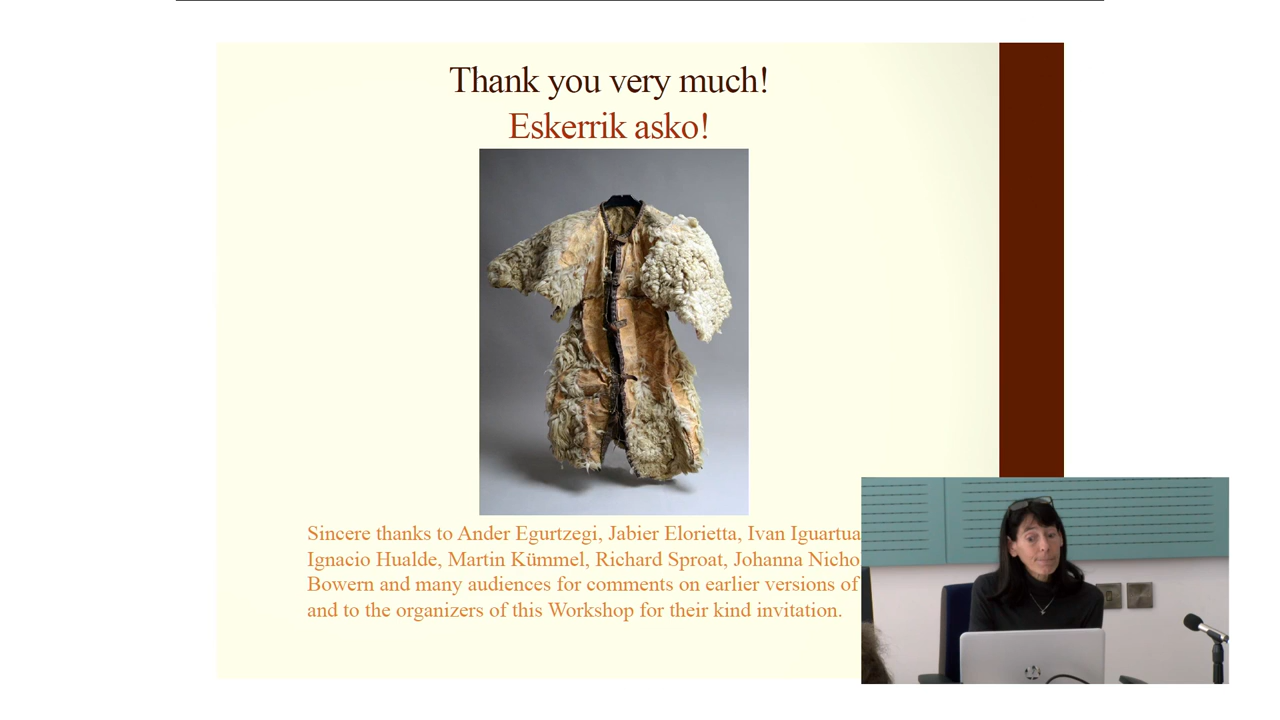 Thank you very much!
Eskerrik asko!
Sincere thanks to Ander Egurtzegi, Jabier Elorietta, Ivan Iguartua
Ignacio Hualde, Martin Kümmel, Richard Sproat, Johanna Nicho
Bowern and many audiences for comments on earlier versions of
and to the organizers of this Workshop for their kind invitation.